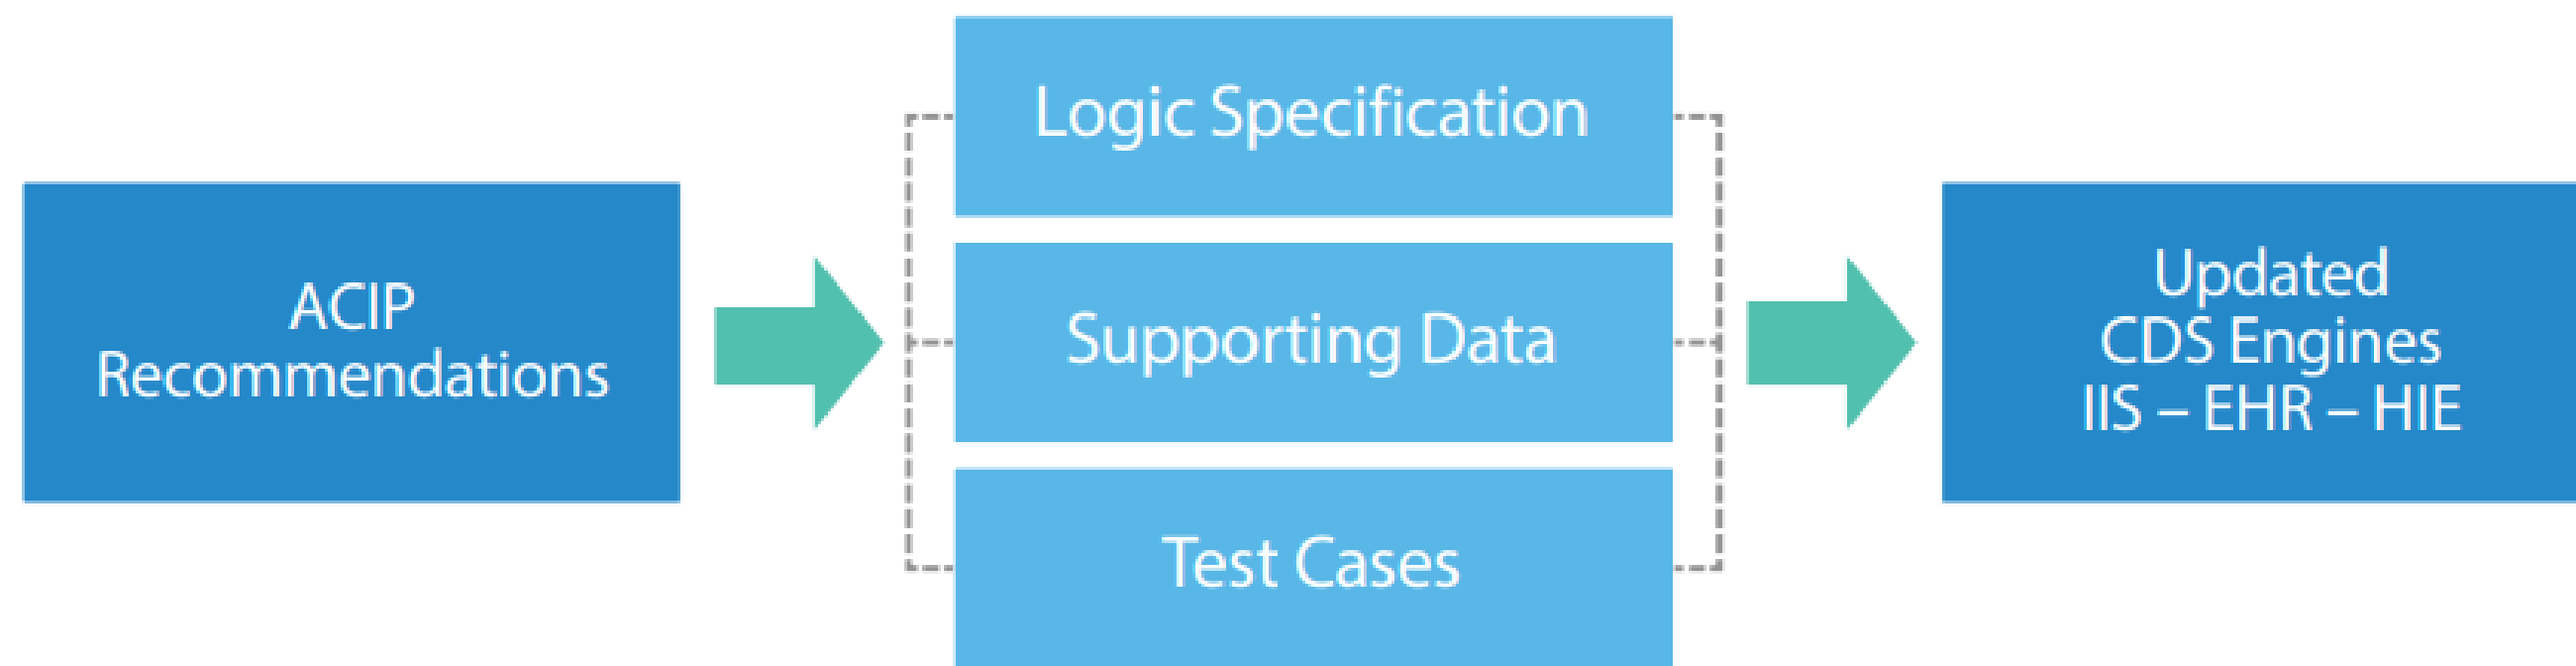 ACIP
Recommendations
Logic Specification
Supporting Data
Test Cases
Updated
CDS Engines
IIS – EHR – HIE